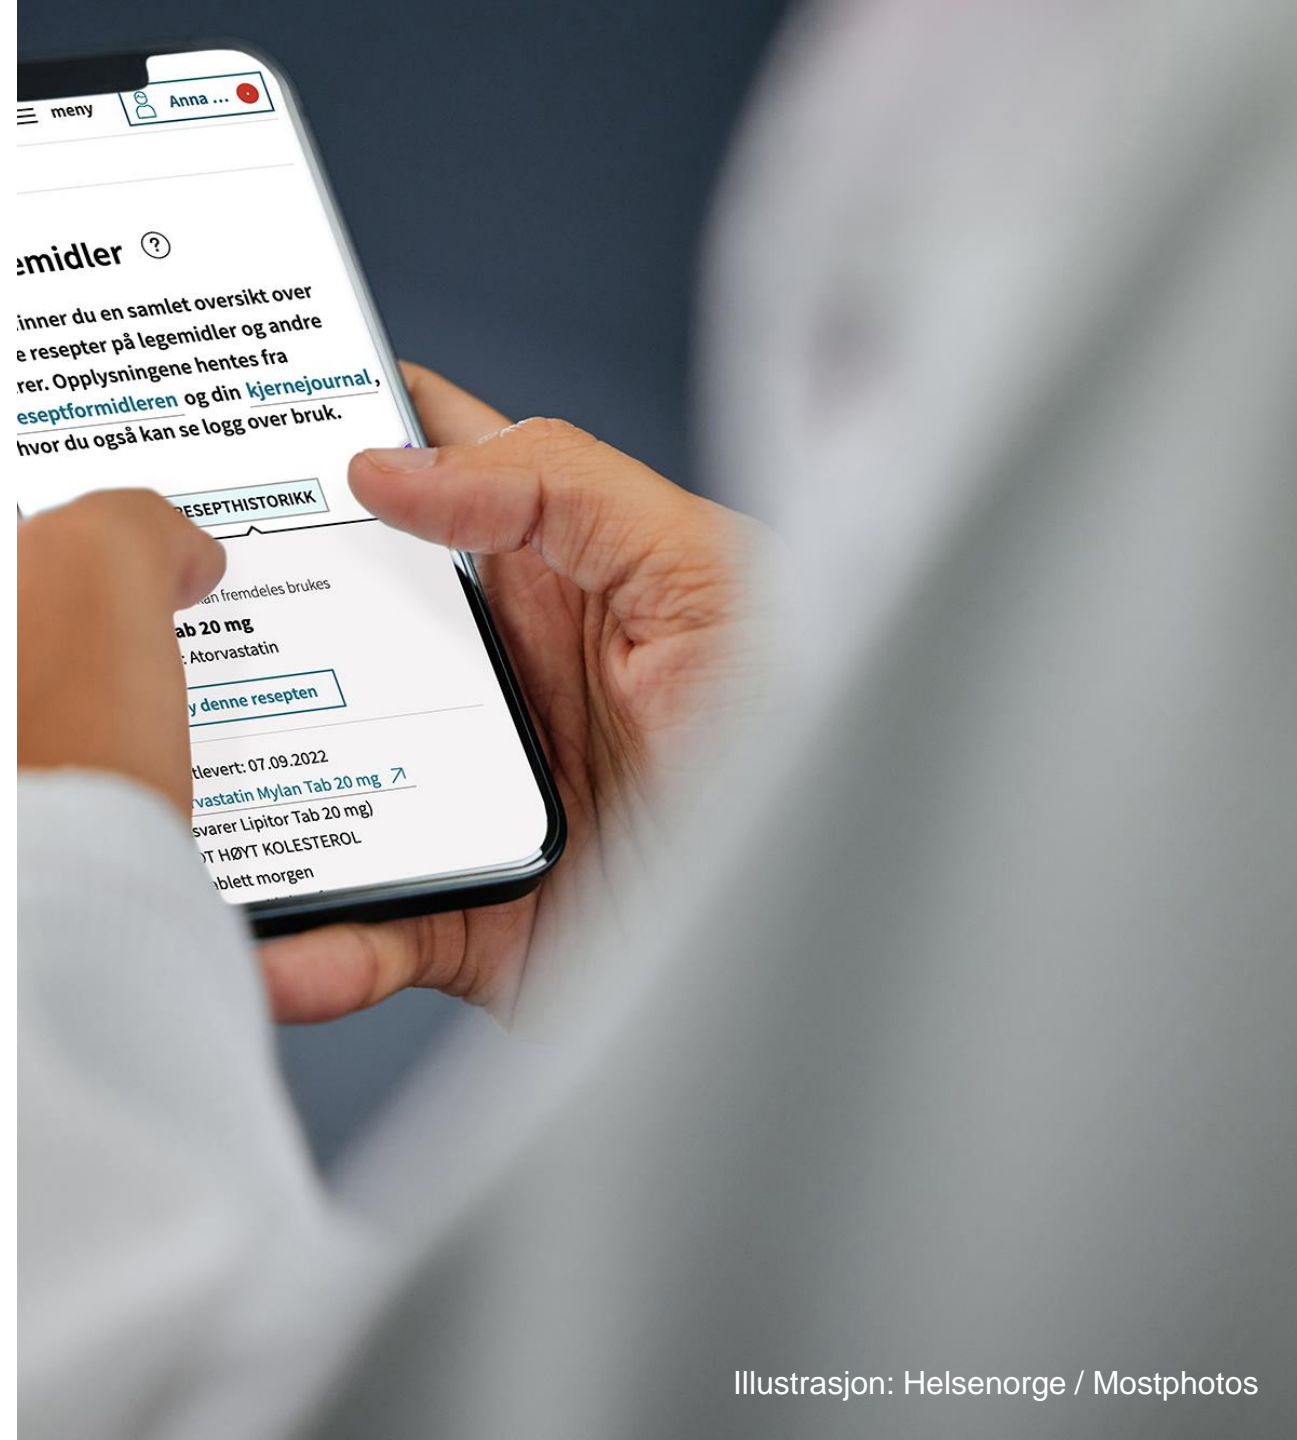 meny
Anna ...
emidler ?
inner du en samlet oversikt over
e resepter på legemidler og andre
rer. Opplysningene hentes fra
eseptformidleren og din kjernejournal,
hvor du også kan se logg over bruk.
RESEPTHISTORIKK
kan fremdeles brukes
ab 20 mg
: Atorvastatin
y denne resepten
tlevert: 07.09.2022
vastatin Mylan Tab 20 mg
svarer Lipitor Tab 20 mg)
OT HØYT KOLESTEROL
ablett morgen
Illustrasjon: Helsenorge / Mostphotos